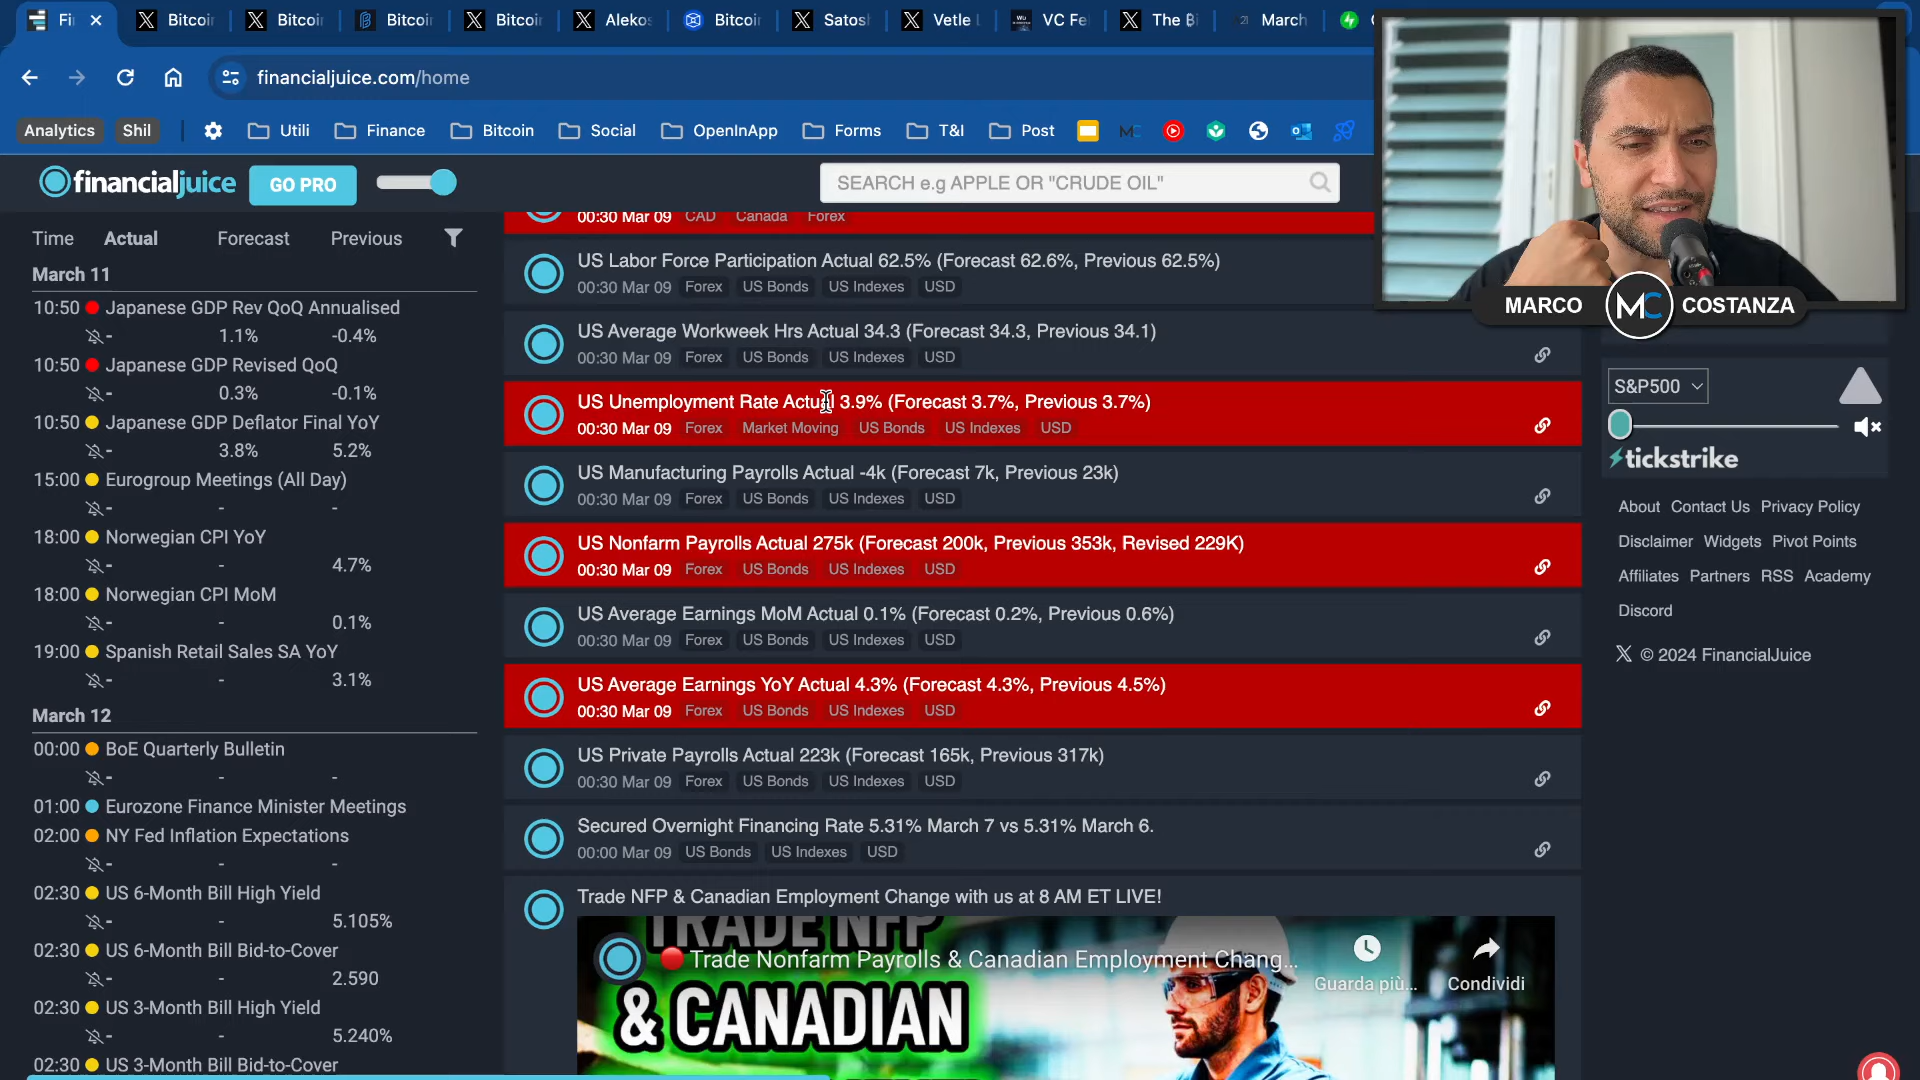 Fi
Bitcoin
Bitcoin
Bitcoin
Bitcoin
Alekos
Bitcoin
Satosh
Vetle
VC Fe
The ₿i
March
financialjuice.com/home
Analytics
Shil
Utili
Finance
Bitcoin
Social
OpenInApp
Forms
T&I
Post
MC
financialjuice
GO PRO
SEARCH e.g APPLE OR "CRUDE OIL"
MARCO MC COSTANZA
Time Actual Forecast Previous
March 11
10:50 Japanese GDP Rev QoQ Annualised
- 1.1% -0.4%
10:50 Japanese GDP Revised QoQ
- 0.3% -0.1%
10:50 Japanese GDP Deflator Final YoY
- 3.8% 5.2%
15:00 Eurogroup Meetings (All Day)
- - -
18:00 Norwegian CPI YoY
- - 4.7%
18:00 Norwegian CPI MoM
- - 0.1%
19:00 Spanish Retail Sales SA YoY
- - 3.1%
March 12
00:00 BoE Quarterly Bulletin
- - -
01:00 Eurozone Finance Minister Meetings
02:00 NY Fed Inflation Expectations
- - -
02:30 US 6-Month Bill High Yield
- - 5.105%
02:30 US 6-Month Bill Bid-to-Cover
- - 2.590
02:30 US 3-Month Bill High Yield
- - 5.240%
02:30 US 3-Month Bill Bid-to-Cover
00:30 Mar 09 CAD Canada Forex
US Labor Force Participation Actual 62.5% (Forecast 62.6%, Previous 62.5%)
00:30 Mar 09 Forex US Bonds US Indexes USD
US Average Workweek Hrs Actual 34.3 (Forecast 34.3, Previous 34.1)
00:30 Mar 09 Forex US Bonds US Indexes USD
US Unemployment Rate Actual 3.9% (Forecast 3.7%, Previous 3.7%)
00:30 Mar 09 Forex Market Moving US Bonds US Indexes USD
US Manufacturing Payrolls Actual -4k (Forecast 7k, Previous 23k)
00:30 Mar 09 Forex US Bonds US Indexes USD
US Nonfarm Payrolls Actual 275k (Forecast 200k, Previous 353k, Revised 229K)
00:30 Mar 09 Forex US Bonds US Indexes USD
US Average Earnings MoM Actual 0.1% (Forecast 0.2%, Previous 0.6%)
00:30 Mar 09 Forex US Bonds US Indexes USD
US Average Earnings YoY Actual 4.3% (Forecast 4.3%, Previous 4.5%)
00:30 Mar 09 Forex US Bonds US Indexes USD
US Private Payrolls Actual 223k (Forecast 165k, Previous 317k)
00:30 Mar 09 Forex US Bonds US Indexes USD
Secured Overnight Financing Rate 5.31% March 7 vs 5.31% March 6.
00:00 Mar 09 US Bonds US Indexes USD
Trade NFP & Canadian Employment Change with us at 8 AM ET LIVE!
TRADE NFP
Trade Nonfarm Payrolls & Canadian Employment Chang...
Guarda più... Condividi
& CANADIAN
S&P500
tickstrike
About Contact Us Privacy Policy
Disclaimer Widgets Pivot Points
Affiliates Partners RSS Academy
Discord
X © 2024 FinancialJuice